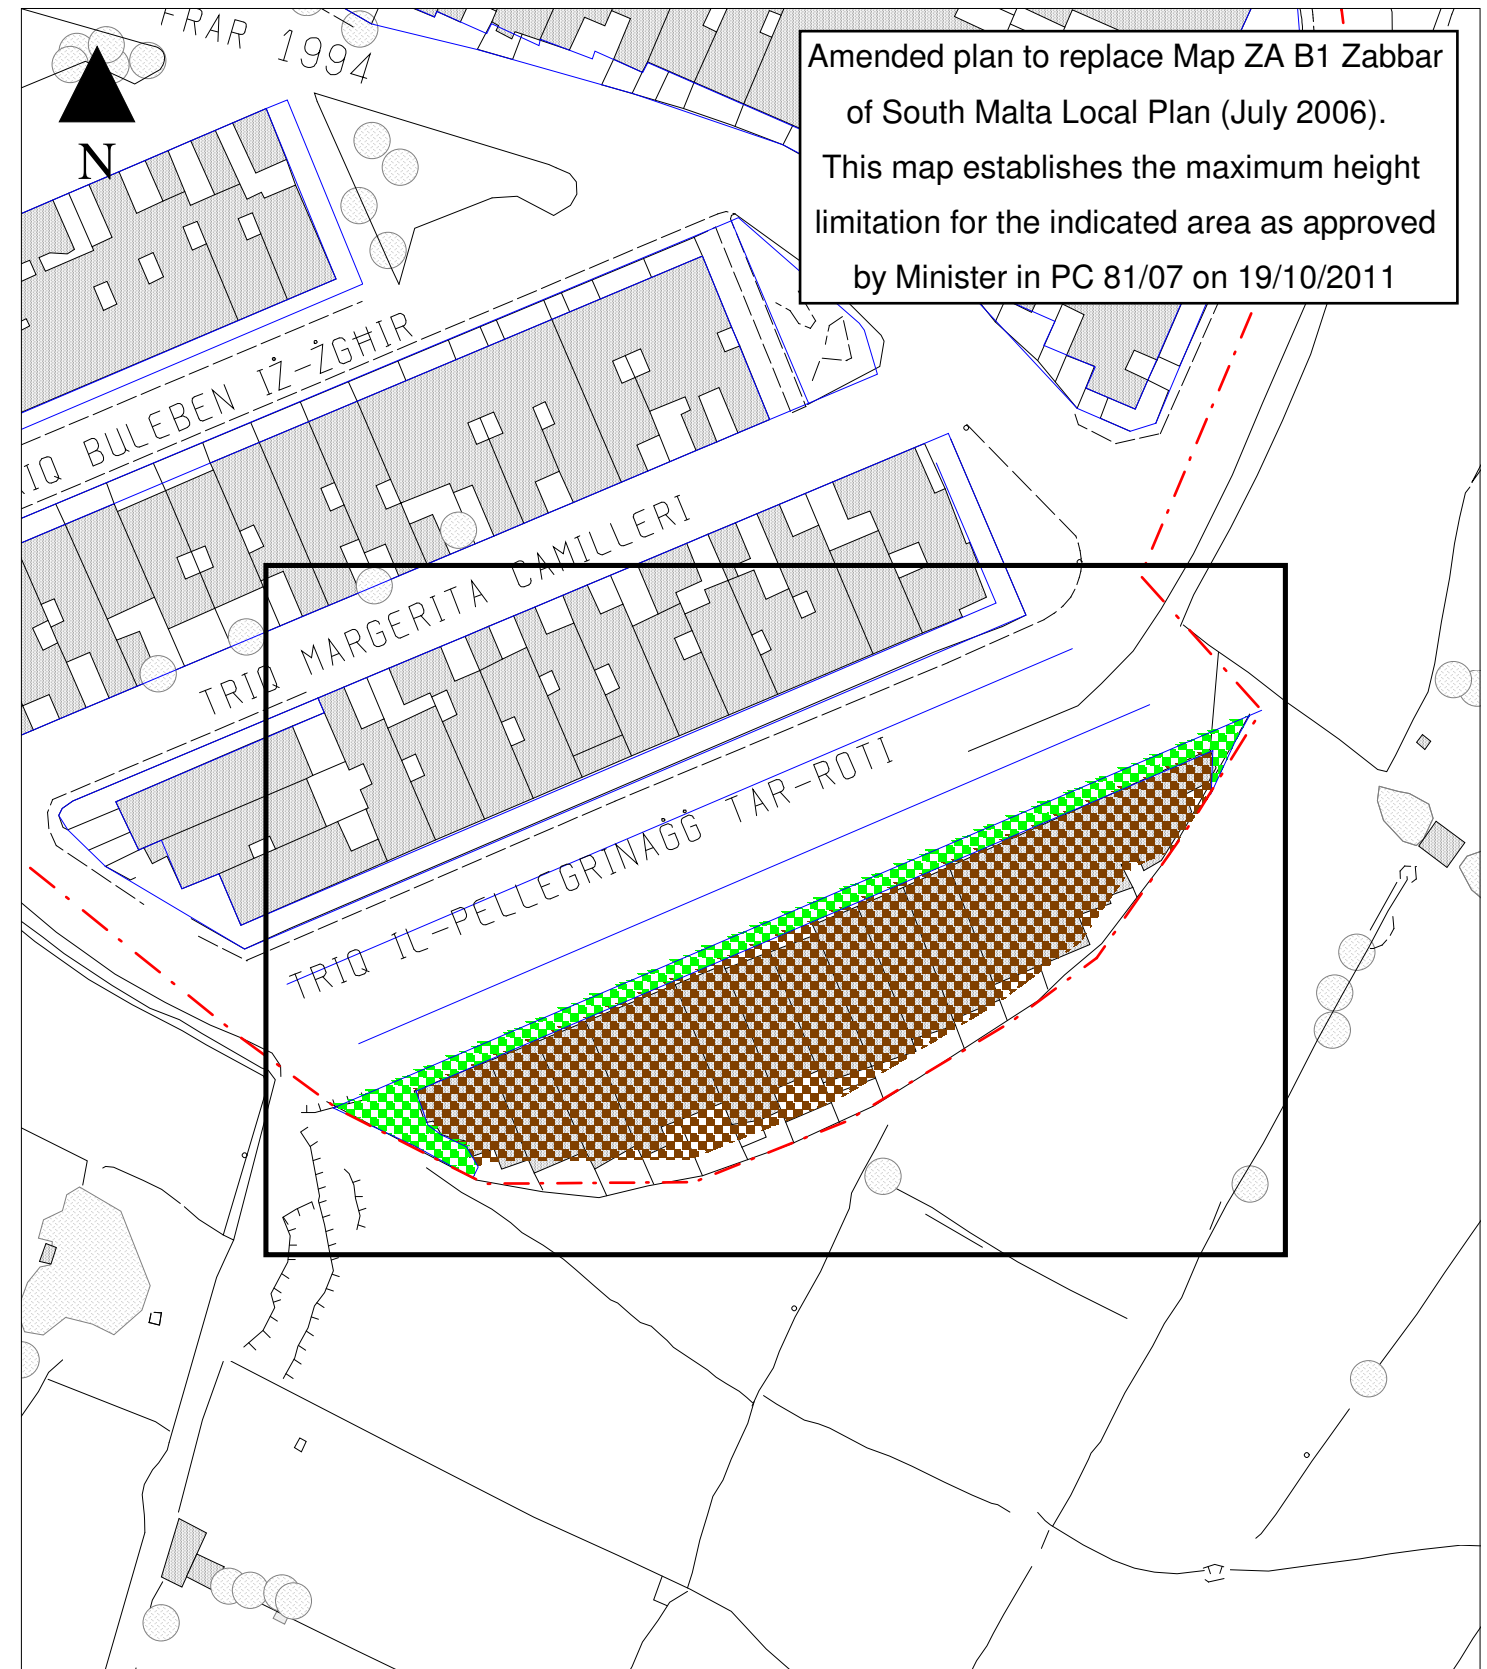 FRAR 1994
N
Amended plan to replace Map ZA B1 Zabbar
of South Malta Local Plan (July 2006).
This map establishes the maximum height
limitation for the indicated area as approved
by Minister in PC 81/07 on 19/10/2011
RIQ BULEBEN IŻ-ŻGĦIR
TRIQ MARGERITA CAMILLERI
TRIQ IL-PELLEGRINAĠĠ TAR-ROTI